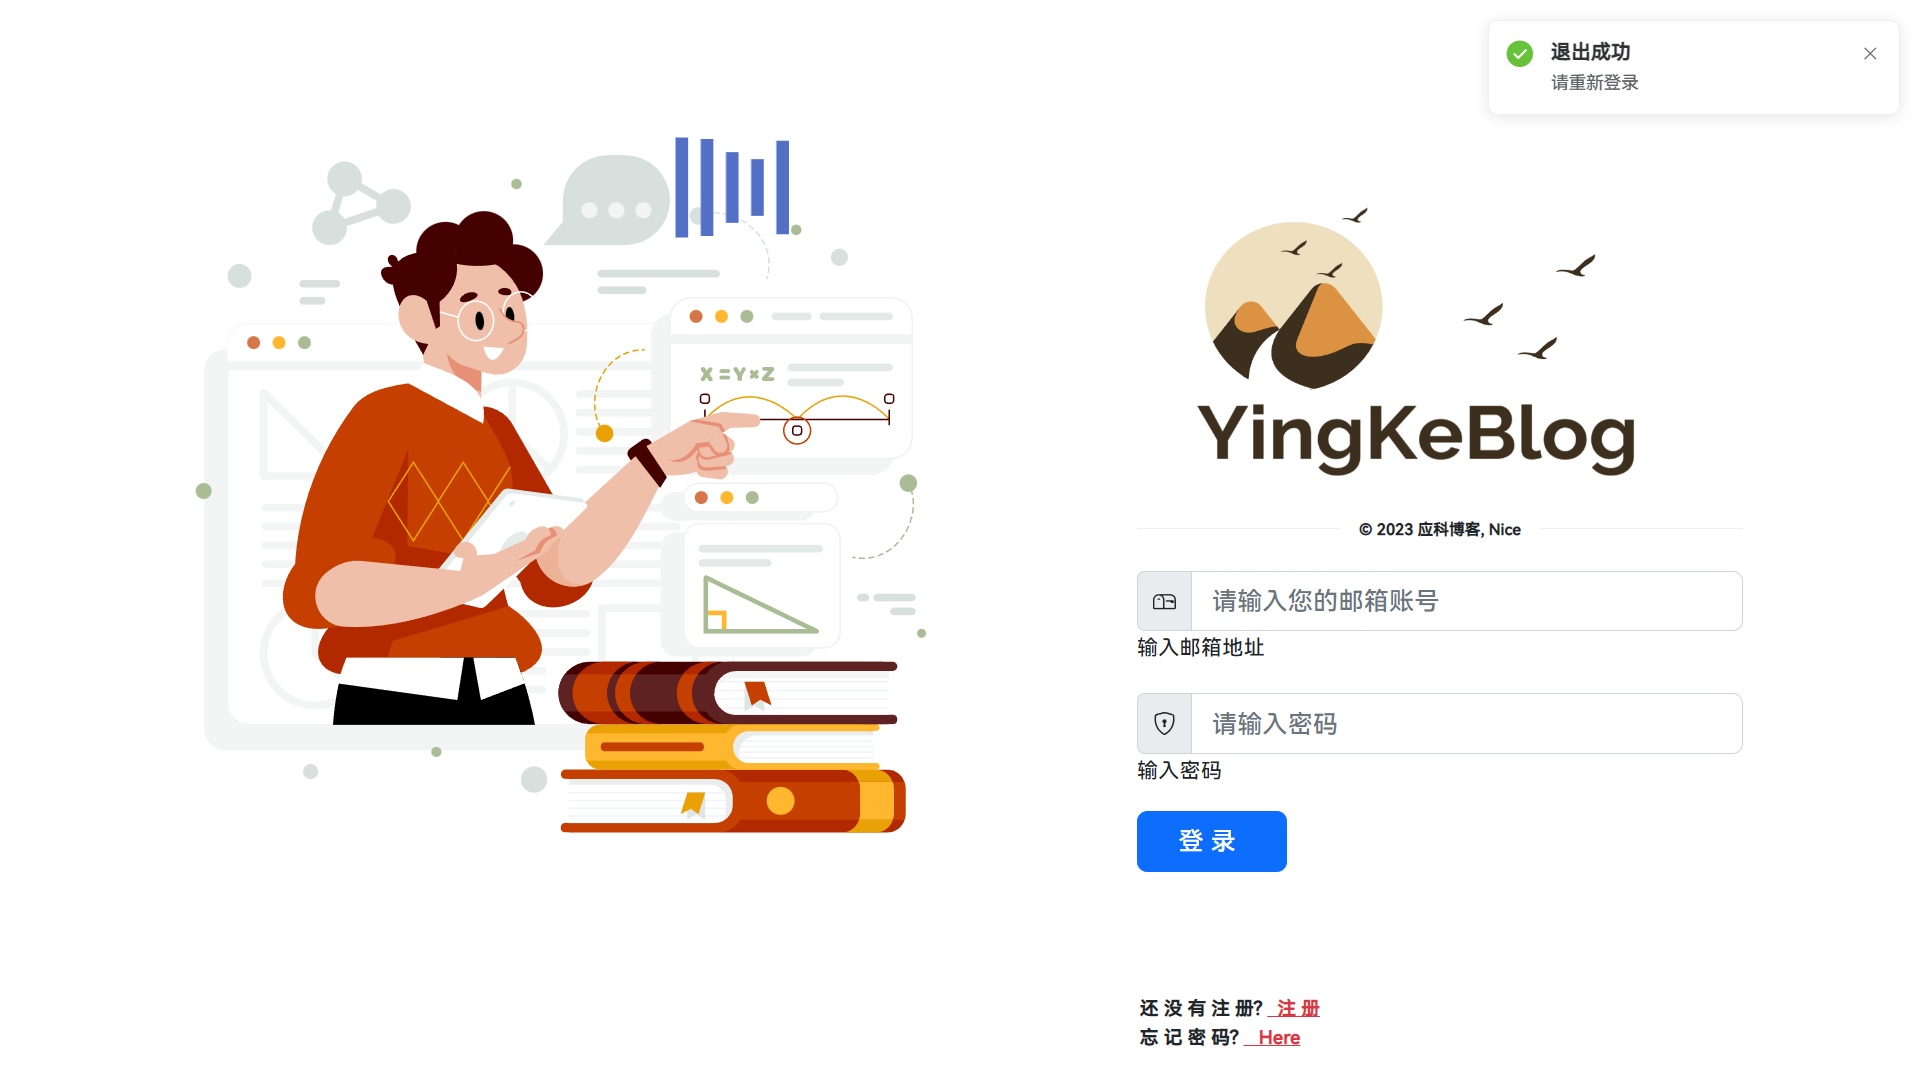 退出成功
请重新登录
X=Y×Z
YingKeBlog
© 2023 应科博客, Nice
请输入您的邮箱账号
输入邮箱地址
请输入密码
输入密码
登 录
还 没 有 注 册? 注 册
忘 记 密 码? Here